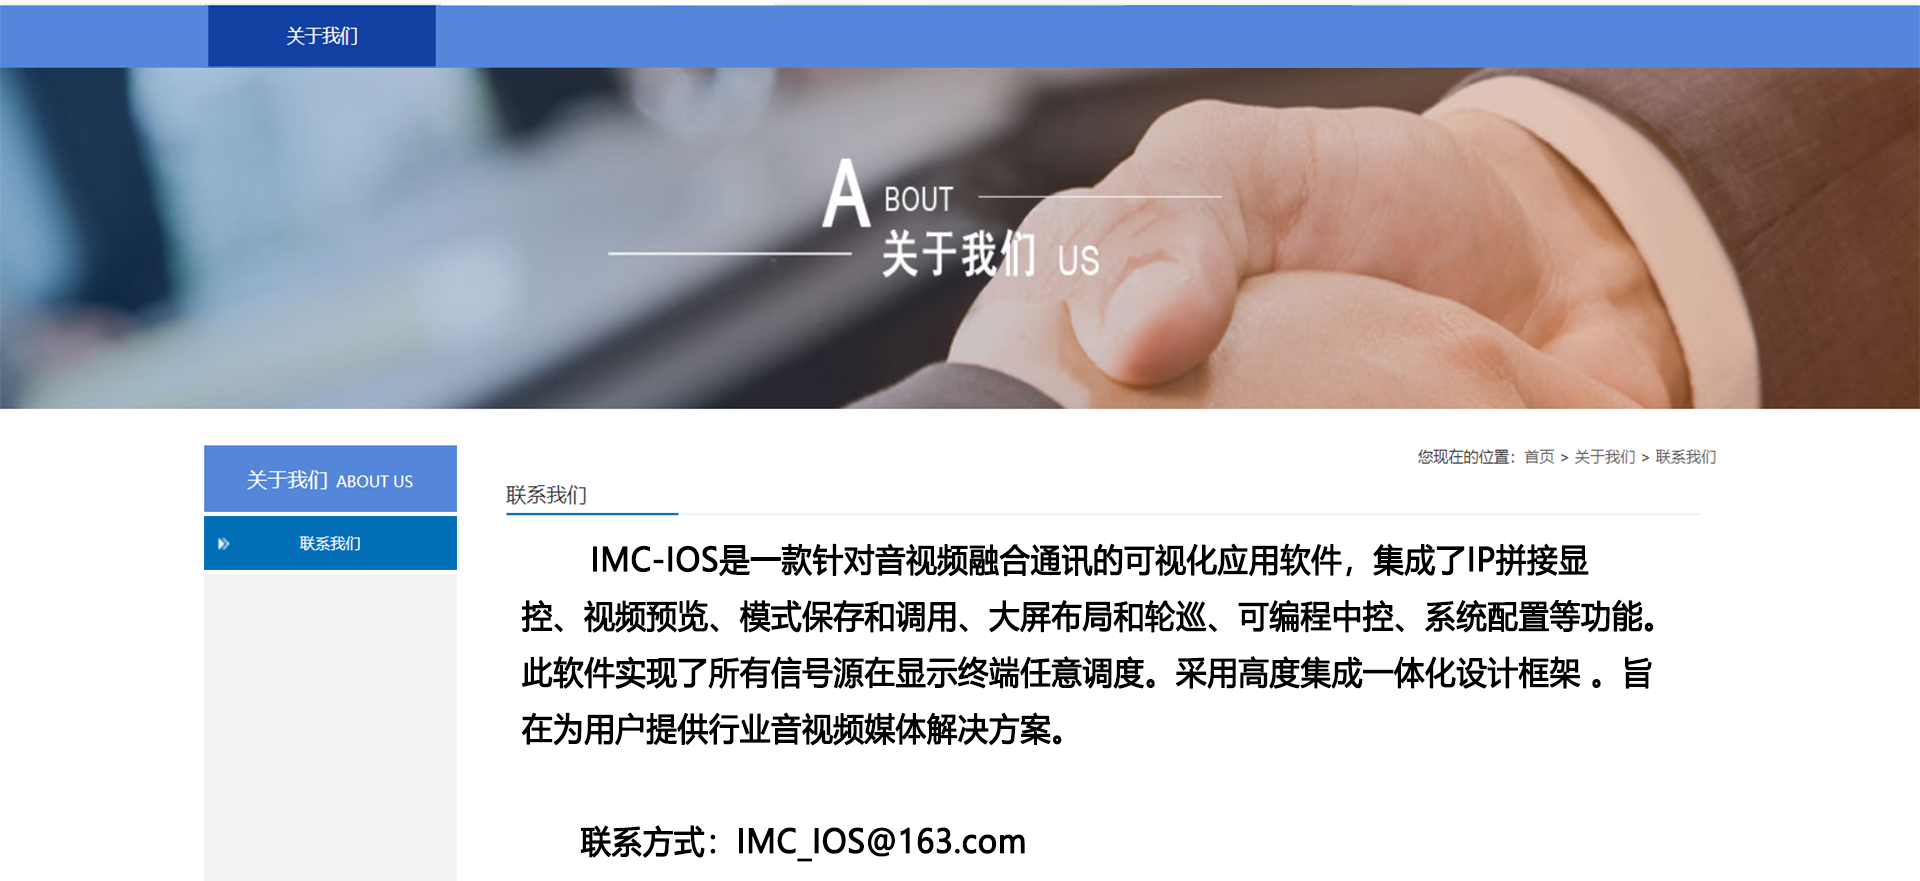 关于我们
ABOUT
关于我们 US
关于我们 ABOUT US
联系我们
您现在的位置：首页 > 关于我们 > 联系我们
联系我们
IMC-IOS是一款针对音视频融合通讯的可视化应用软件，集成了IP拼接显
控、视频预览、模式保存和调用、大屏布局和轮巡、可编程中控、系统配置等功能。
此软件实现了所有信号源在显示终端任意调度。采用高度集成一体化设计框架 。旨
在为用户提供行业音视频媒体解决方案。
联系方式：IMC_IOS@163.com